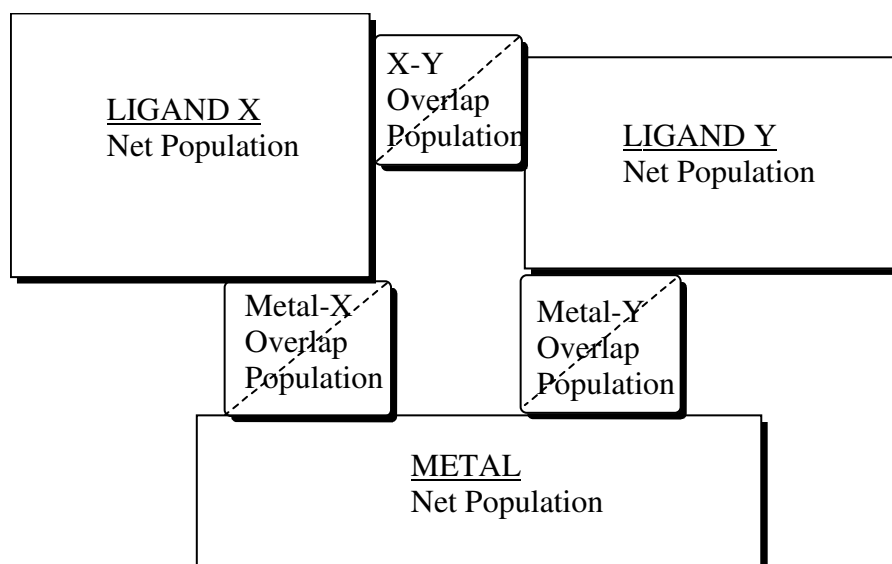 LIGAND X
Net Population
X-Y
Overlap
Population
LIGAND Y
Net Population
Metal-X
Overlap
Population
Metal-Y
Overlap
Population
METAL
Net Population